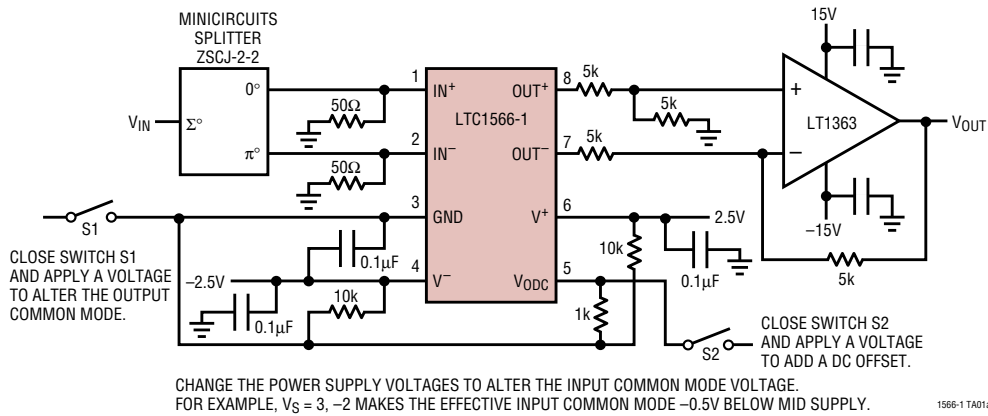 MINICIRCUITS
SPLITTER
ZSCJ-2-2
VIN
Σ°
0°
π°
50Ω
50Ω
1
2
3
4
IN+
IN−
GND
V−
LTC1566-1
OUT+
OUT−
V+
VODC
8
7
6
5
5k
5k
5k
15V
+
−
LT1363
VOUT
−15V
5k
S1
CLOSE SWITCH S1
AND APPLY A VOLTAGE
TO ALTER THE OUTPUT
COMMON MODE.
0.1µF
−2.5V
0.1µF
10k
2.5V
10k
0.1µF
1k
S2
CLOSE SWITCH S2
AND APPLY A VOLTAGE
TO ADD A DC OFFSET.
CHANGE THE POWER SUPPLY VOLTAGES TO ALTER THE INPUT COMMON MODE VOLTAGE.
FOR EXAMPLE, VS = 3, −2 MAKES THE EFFECTIVE INPUT COMMON MODE −0.5V BELOW MID SUPPLY.
1566-1 TA01